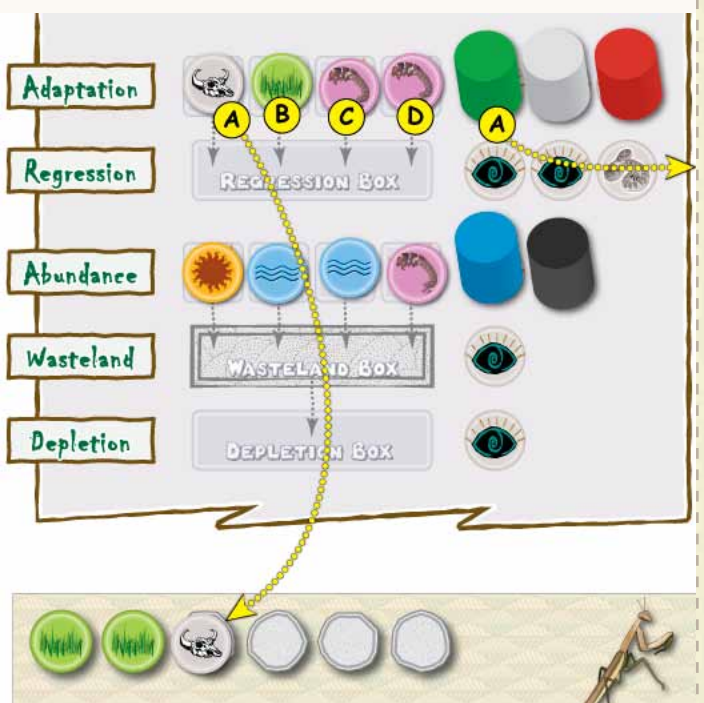 Adaptation
A B C D A
Regression
REGRESSION BOX
Abundance
Wasteland
WASTELAND BOX
Depletion
DEPLETION BOX